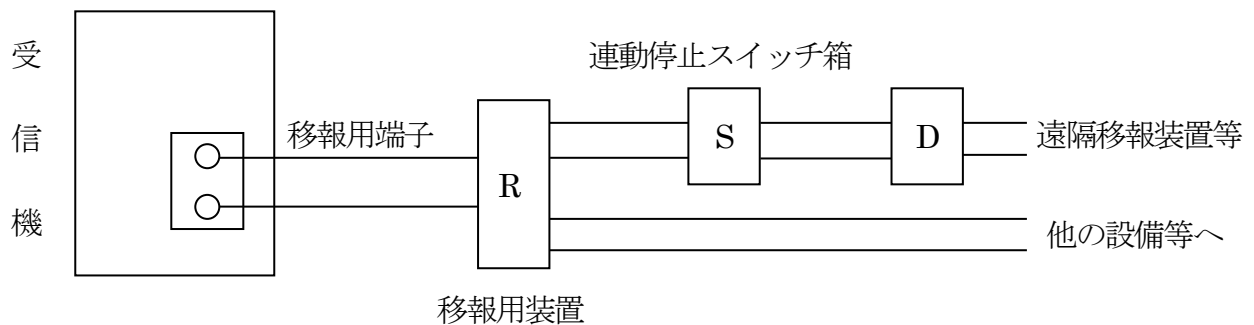 受信機
連動停止スイッチ箱
移報用端子
R
S
D
遠隔移報装置等
他の設備等へ
移報用装置